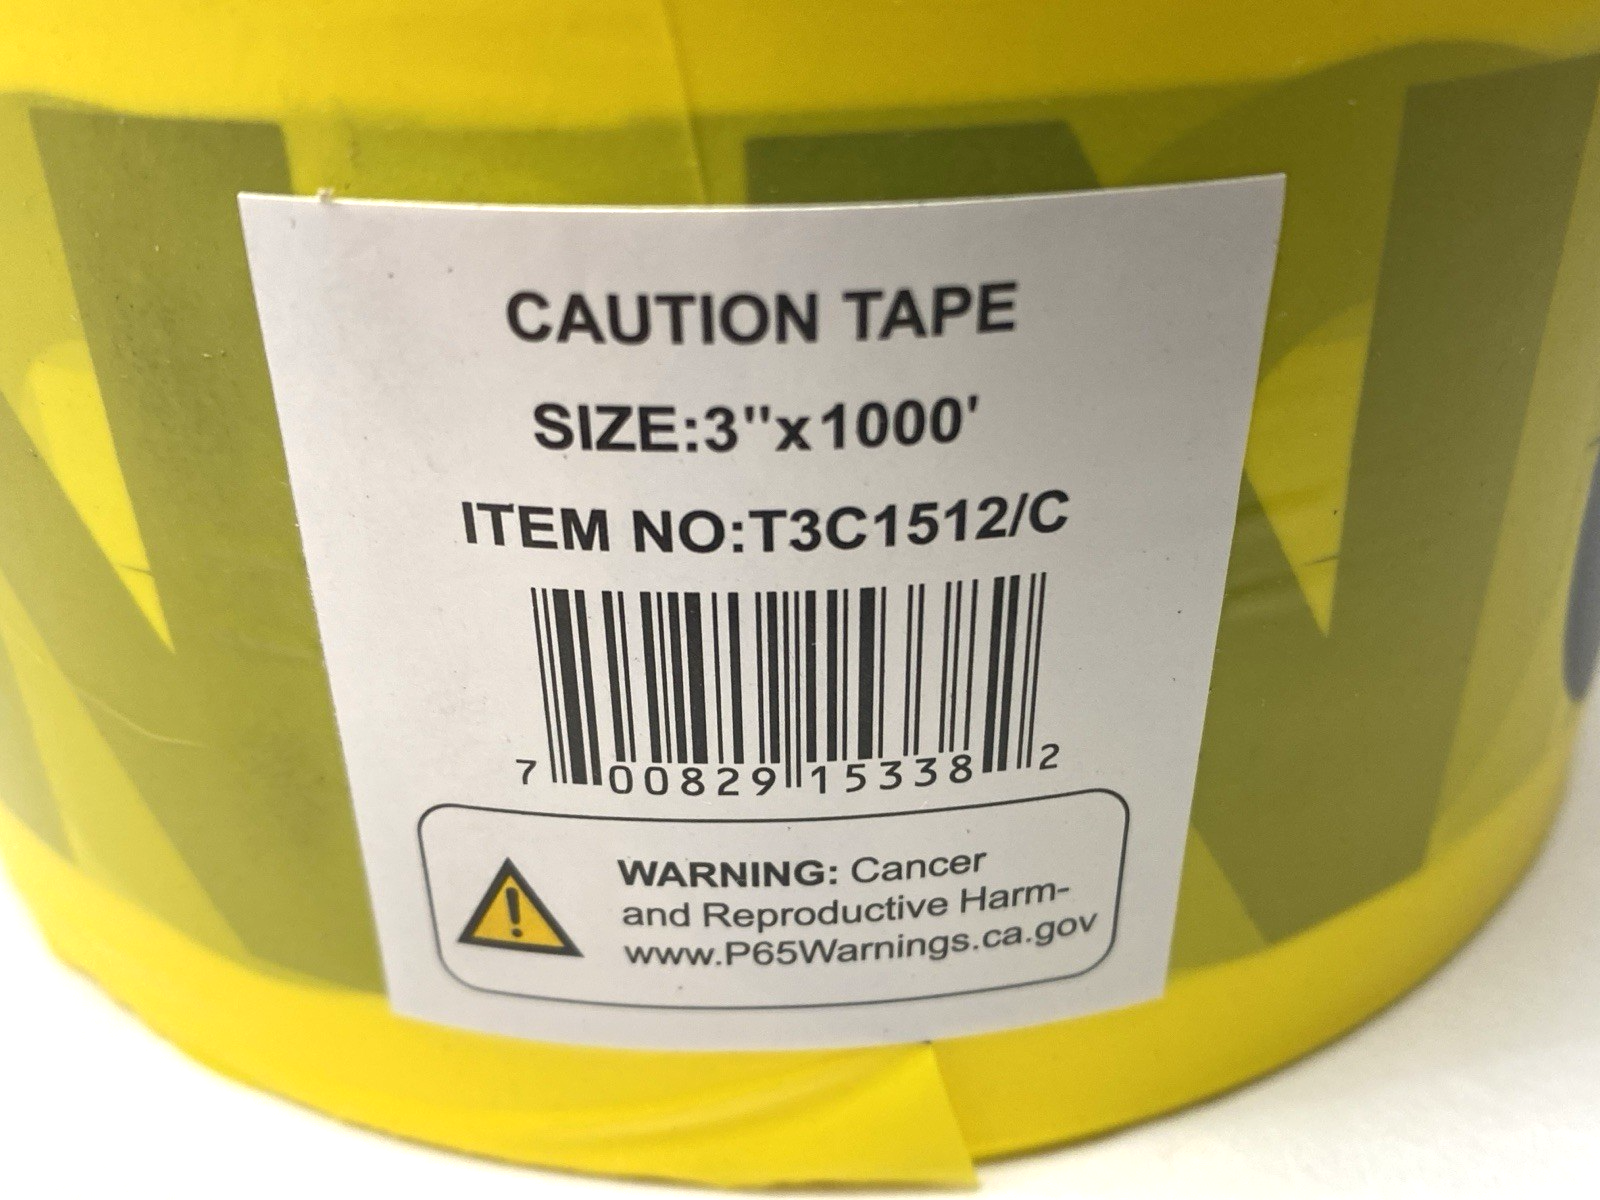 CAUTION TAPE
SIZE:3"x1000'
ITEM NO:T3C1512/C
7 00829 15338 2
WARNING: Cancer
and Reproductive Harm-
www.P65Warnings.ca.gov